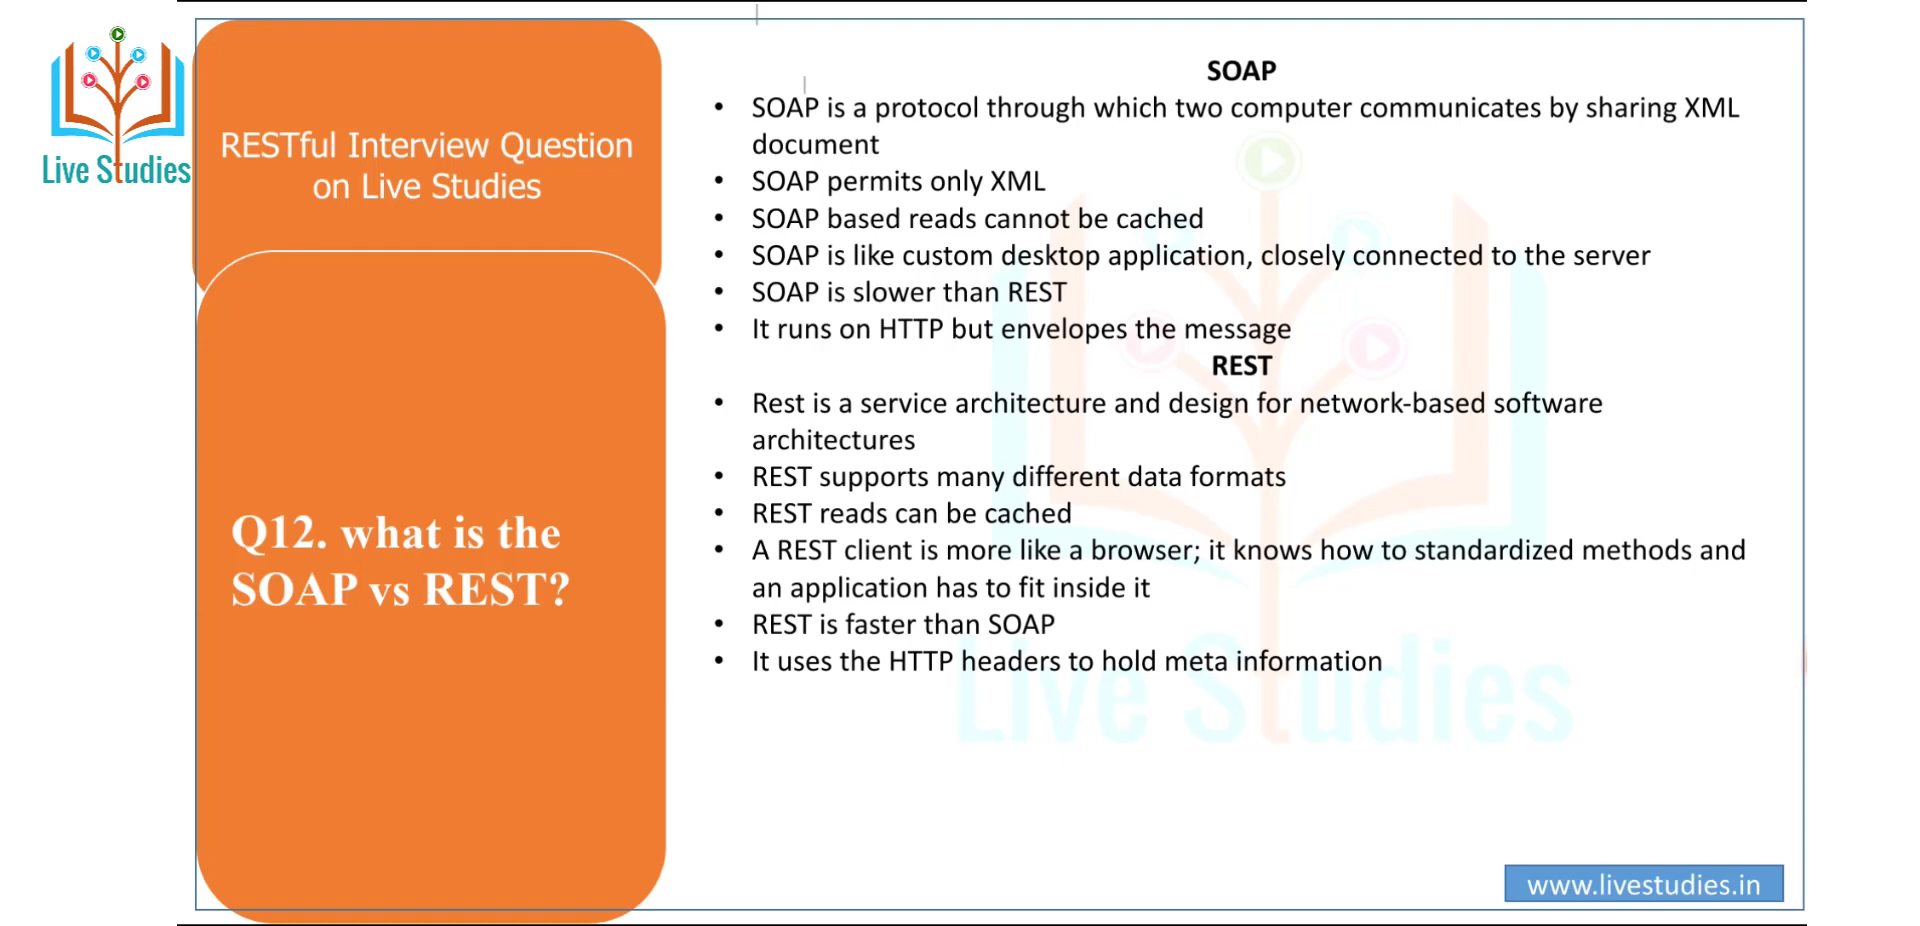 Live Studies
RESTful Interview Question
on Live Studies
Q12. what is the
SOAP vs REST?
SOAP
• SOAP is a protocol through which two computer communicates by sharing XML
document
• SOAP permits only XML
• SOAP based reads cannot be cached
• SOAP is like custom desktop application, closely connected to the server
• SOAP is slower than REST
• It runs on HTTP but envelopes the message
REST
• Rest is a service architecture and design for network-based software
architectures
• REST supports many different data formats
• REST reads can be cached
• A REST client is more like a browser; it knows how to standardized methods and
an application has to fit inside it
• REST is faster than SOAP
• It uses the HTTP headers to hold meta information
Live Studies
www.livestudies.in